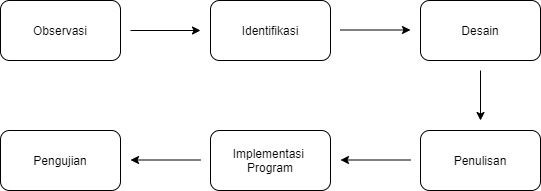 Observasi
Identifikasi
Desain
Penulisan
Implementasi
Program
Pengujian